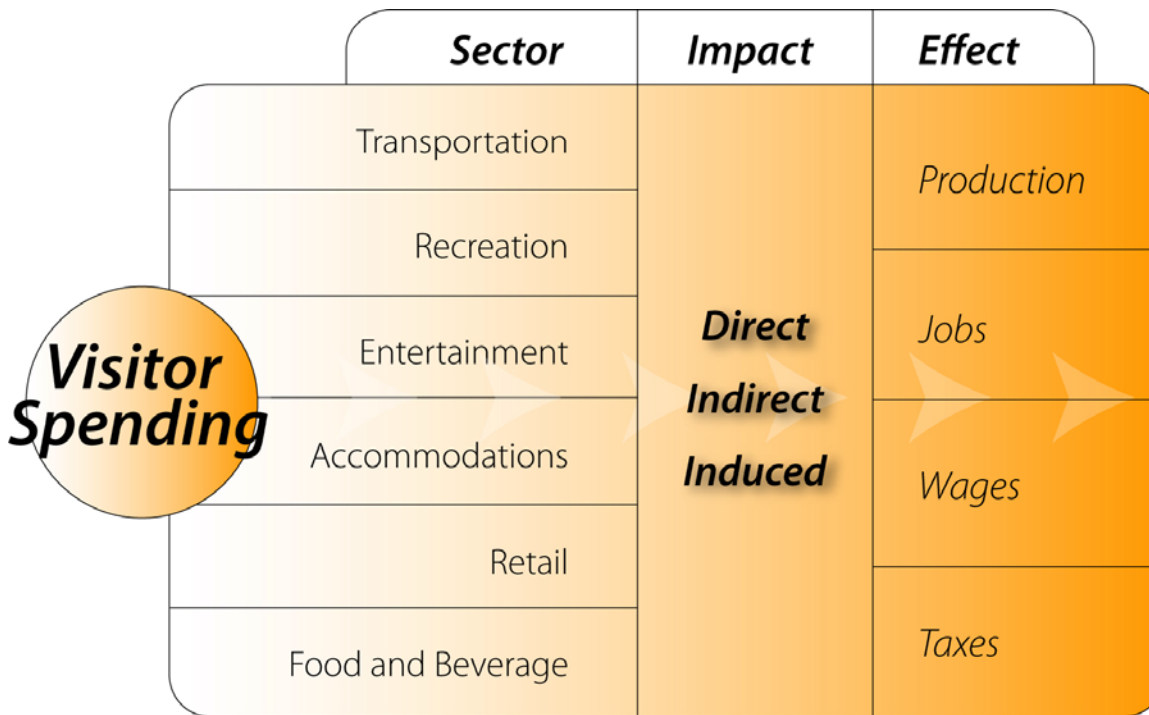 Sector
Impact
Effect
Visitor
Spending
Transportation
Recreation
Entertainment
Accommodations
Retail
Food and Beverage
Direct
Indirect
Induced
Production
Jobs
Wages
Taxes